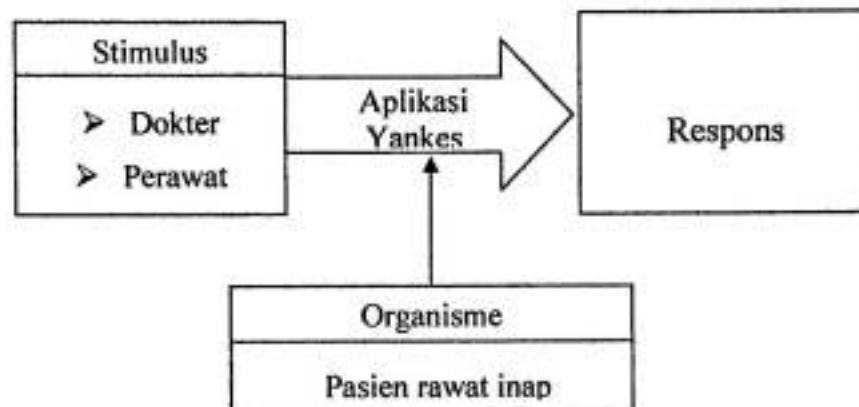 Stimulus
➢ Dokter
➢ Perawat
Aplikasi
Yankes
Respons
Organisme
Pasien rawat inap